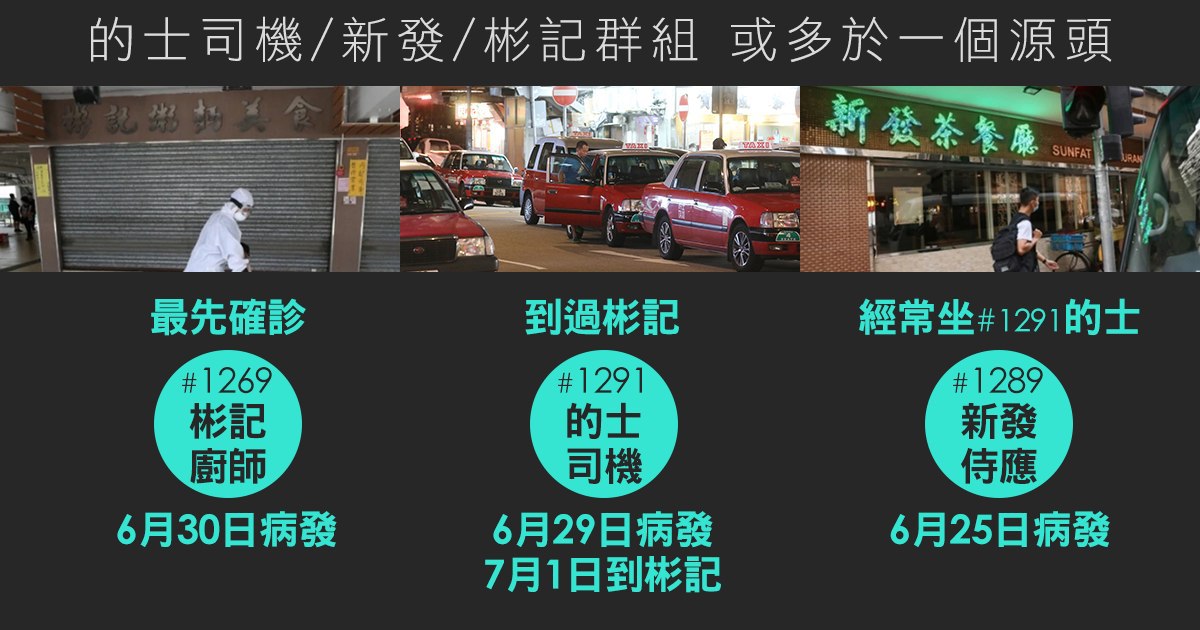 的士司機/新發/彬記群組 或多於一個源頭
彬記粥麵美食
TAXI
TAXI
新發茶餐廳
SUNFAT
最先確診
到過彬記
經常坐#1291的士
#1269
彬記
廚師
#1291
的士
司機
#1289
新發
侍應
6月30日病發
6月29日病發
7月1日到彬記
6月25日病發